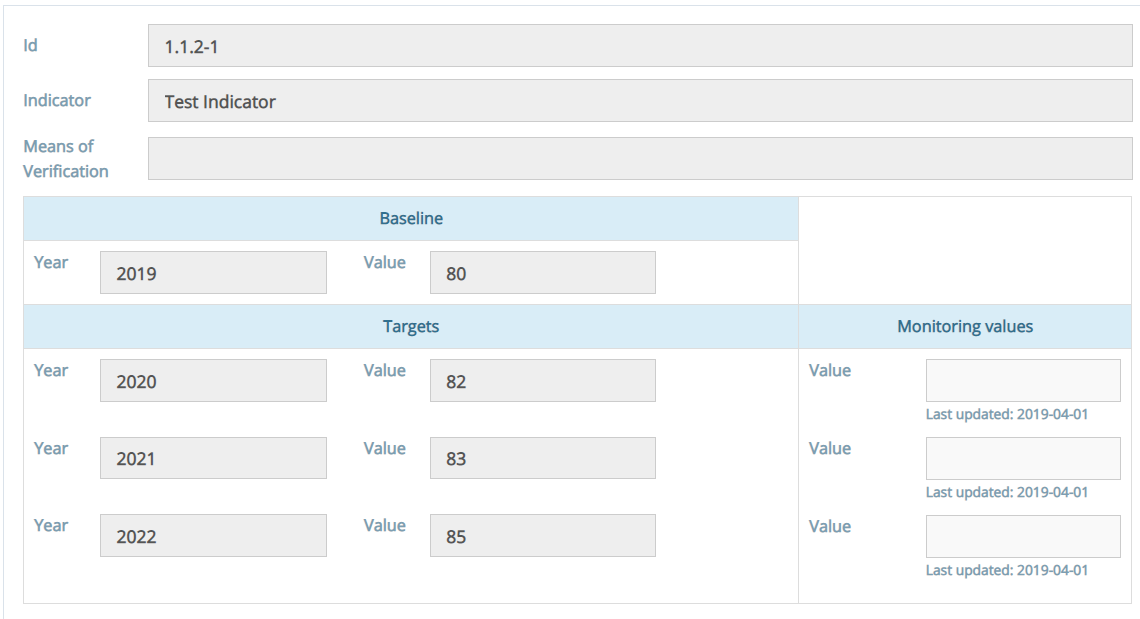 Id 1.1.2-1
Indicator Test Indicator
Means of
Verification
Baseline
Year 2019 Value 80
Targets Monitoring values
Year 2020 Value 82 Value
Last updated: 2019-04-01
Year 2021 Value 83 Value
Last updated: 2019-04-01
Year 2022 Value 85 Value
Last updated: 2019-04-01